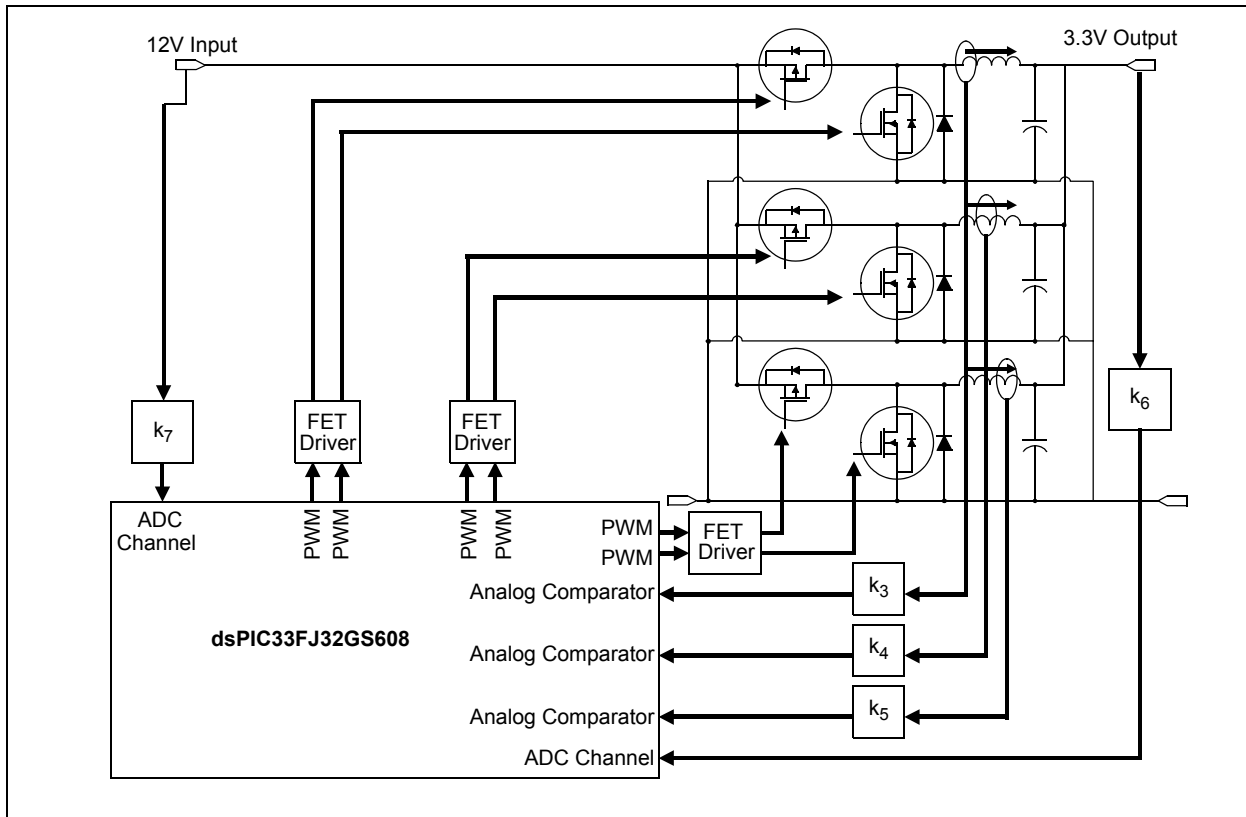 12V Input
3.3V Output
k7
FET
Driver
FET
Driver
k6
ADC
Channel
PWM
PWM
PWM
PWM
PWM
PWM
FET
Driver
Analog Comparator
k3
dsPIC33FJ32GS608
Analog Comparator
k4
Analog Comparator
k5
ADC Channel